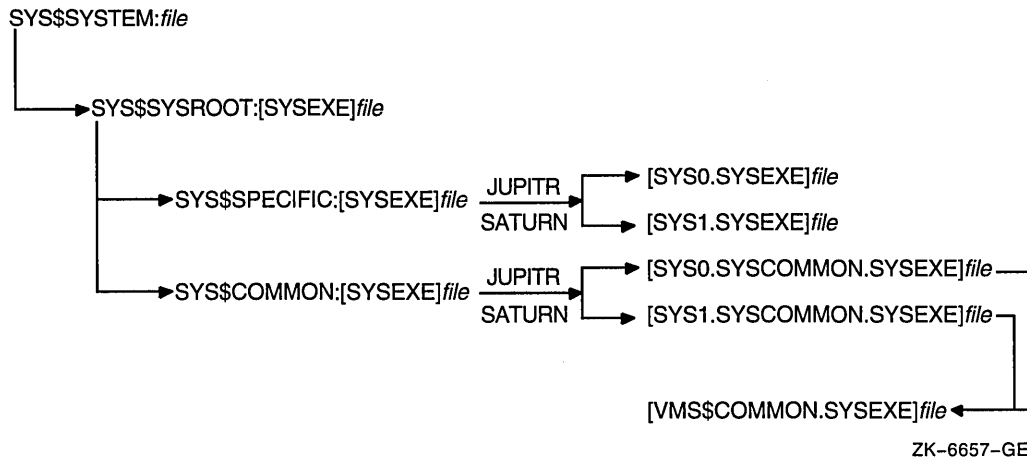 SYS$SYSTEM:file
SYS$SYSROOT:[SYSEXE]file
SYS$SPECIFIC:[SYSEXE]file
JUPITR
SATURN
[SYS0.SYSEXE]file
[SYS1.SYSEXE]file
SYS$COMMON:[SYSEXE]file
JUPITR
SATURN
[SYS0.SYSCOMMON.SYSEXE]file
[SYS1.SYSCOMMON.SYSEXE]file
[VMS$COMMON.SYSEXE]file
ZK-6657-GE